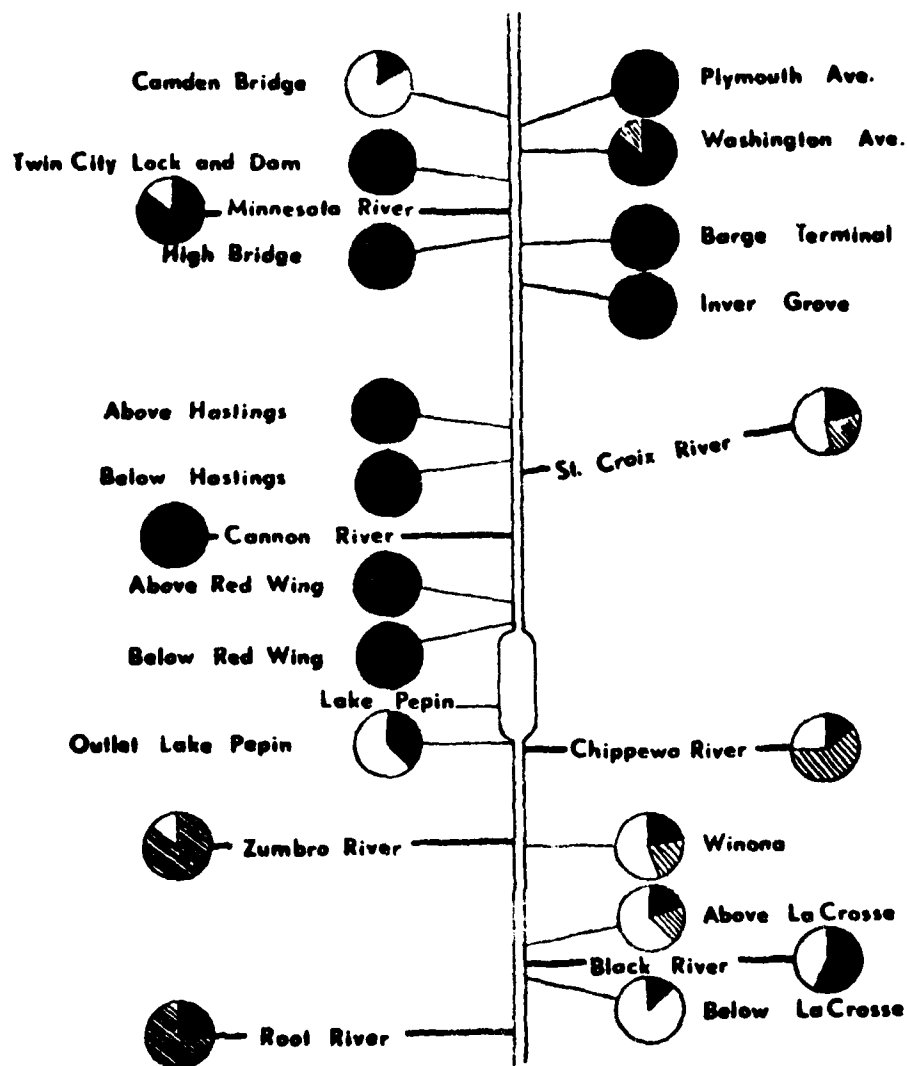 Camden Bridge
Plymouth Ave.
Washington Ave.
Twin City Lock and Dam
Minnesota River
High Bridge
Barge Terminal
Inver Grove
Above Hastings
Below Hastings
St. Croix River
Cannon River
Above Red Wing
Below Red Wing
Lake Pepin
Outlet Lake Pepin
Chippewa River
Zumbro River
Winona
Above La Crosse
Black River
Below La Crosse
Root River